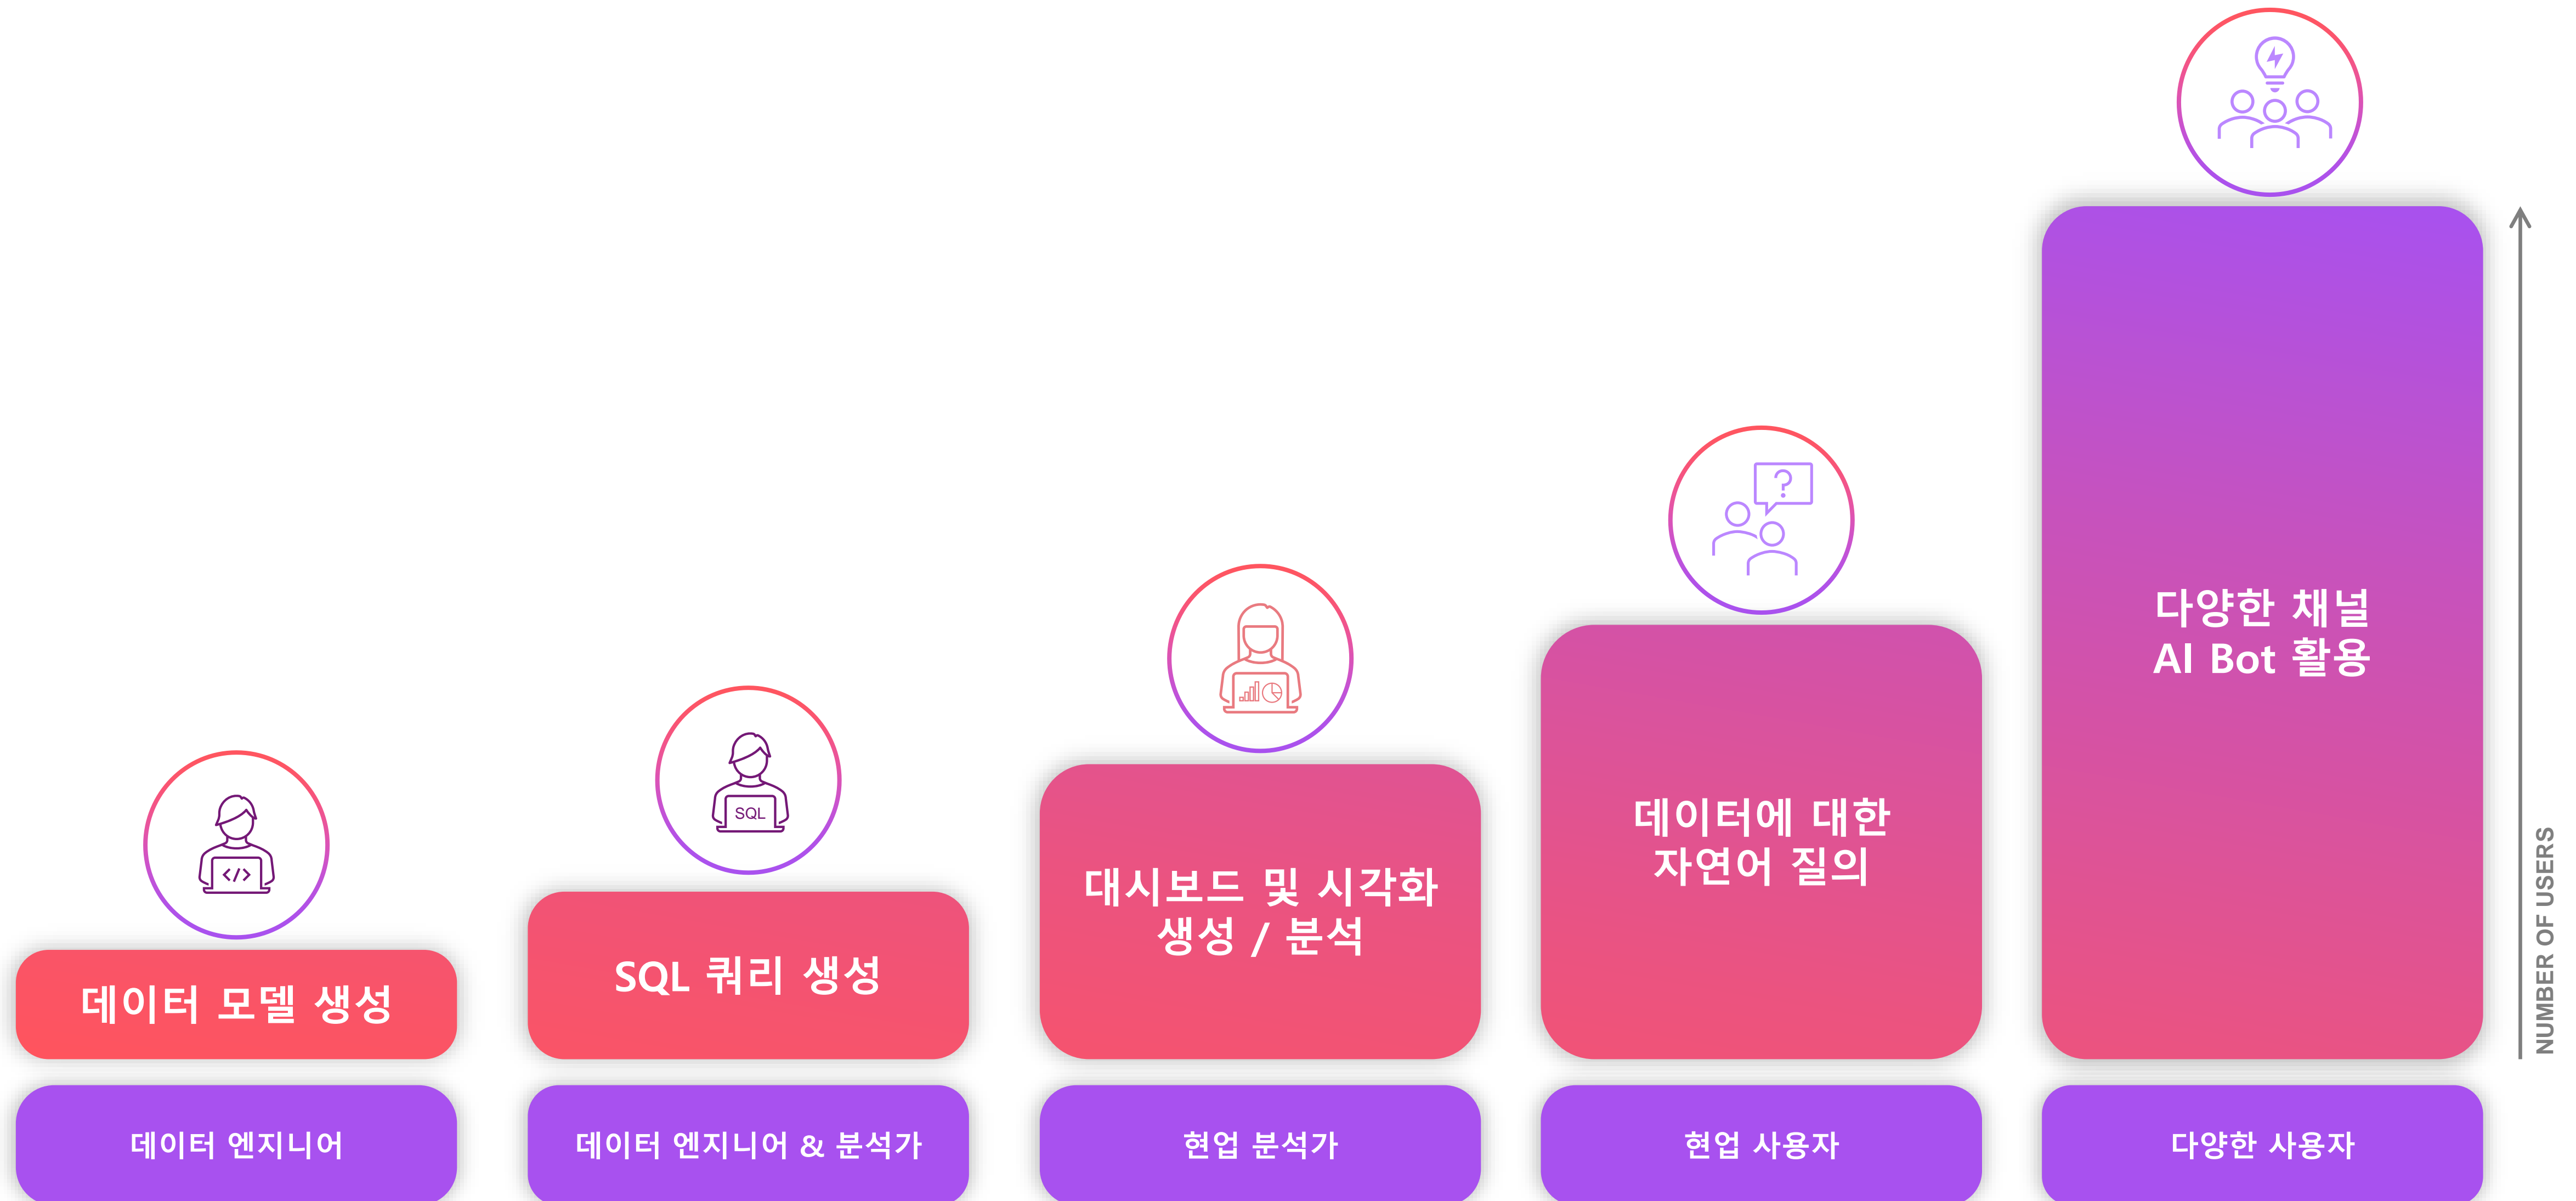 데이터 모델 생성
SQL
SQL 쿼리 생성
대시보드 및 시각화
생성 / 분석
?
데이터에 대한
자연어 질의
다양한 채널
AI Bot 활용
NUMBER OF USERS
데이터 엔지니어
데이터 엔지니어 & 분석가
현업 분석가
현업 사용자
다양한 사용자